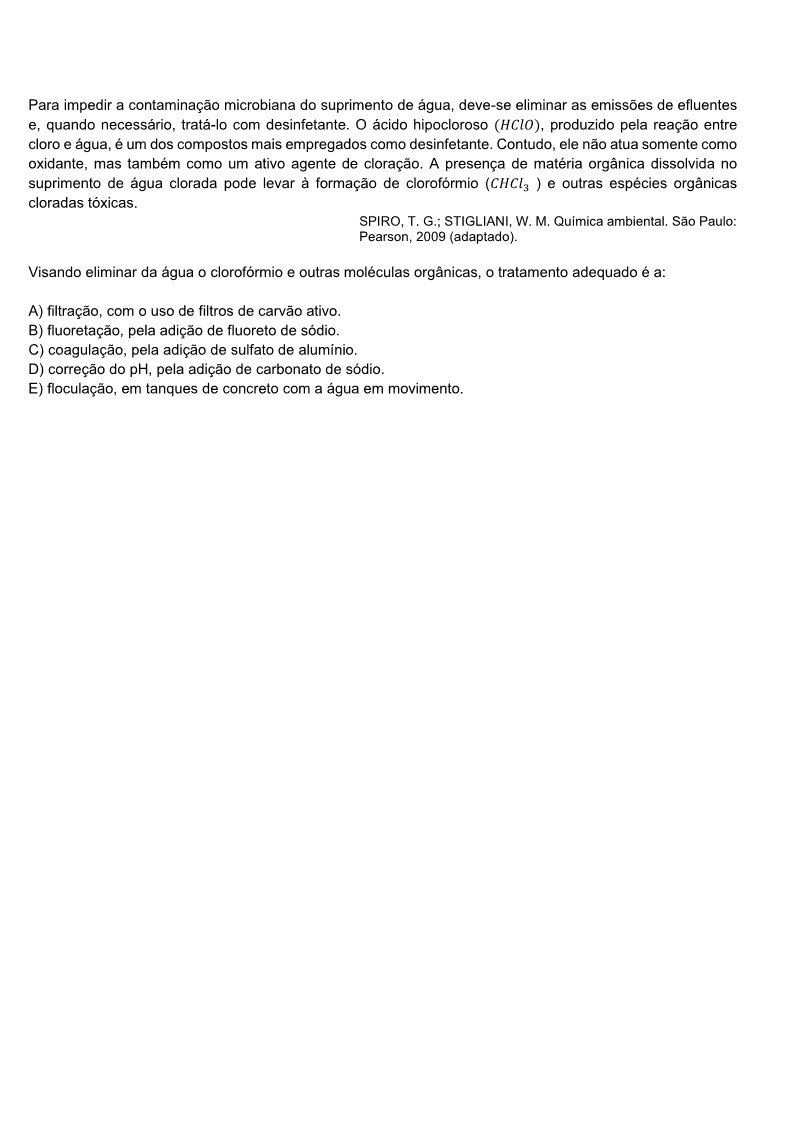 Para impedir a contaminação microbiana do suprimento de água, deve-se eliminar as emissões de efluentes
e, quando necessário, tratá-lo com desinfetante. O ácido hipocloroso (HClO), produzido pela reação entre
cloro e água, é um dos compostos mais empregados como desinfetante. Contudo, ele não atua somente como
oxidante, mas também como um ativo agente de cloração. A presença de matéria orgânica dissolvida no
suprimento de água clorada pode levar à formação de clorofórmio (CHCl₃ ) e outras espécies orgânicas
cloradas tóxicas.
SPIRO, T. G.; STIGLIANI, W. M. Química ambiental. São Paulo:
Pearson, 2009 (adaptado).
Visando eliminar da água o clorofórmio e outras moléculas orgânicas, o tratamento adequado é a:
A) filtração, com o uso de filtros de carvão ativo.
B) fluoretação, pela adição de fluoreto de sódio.
C) coagulação, pela adição de sulfato de alumínio.
D) correção do pH, pela adição de carbonato de sódio.
E) floculação, em tanques de concreto com a água em movimento.